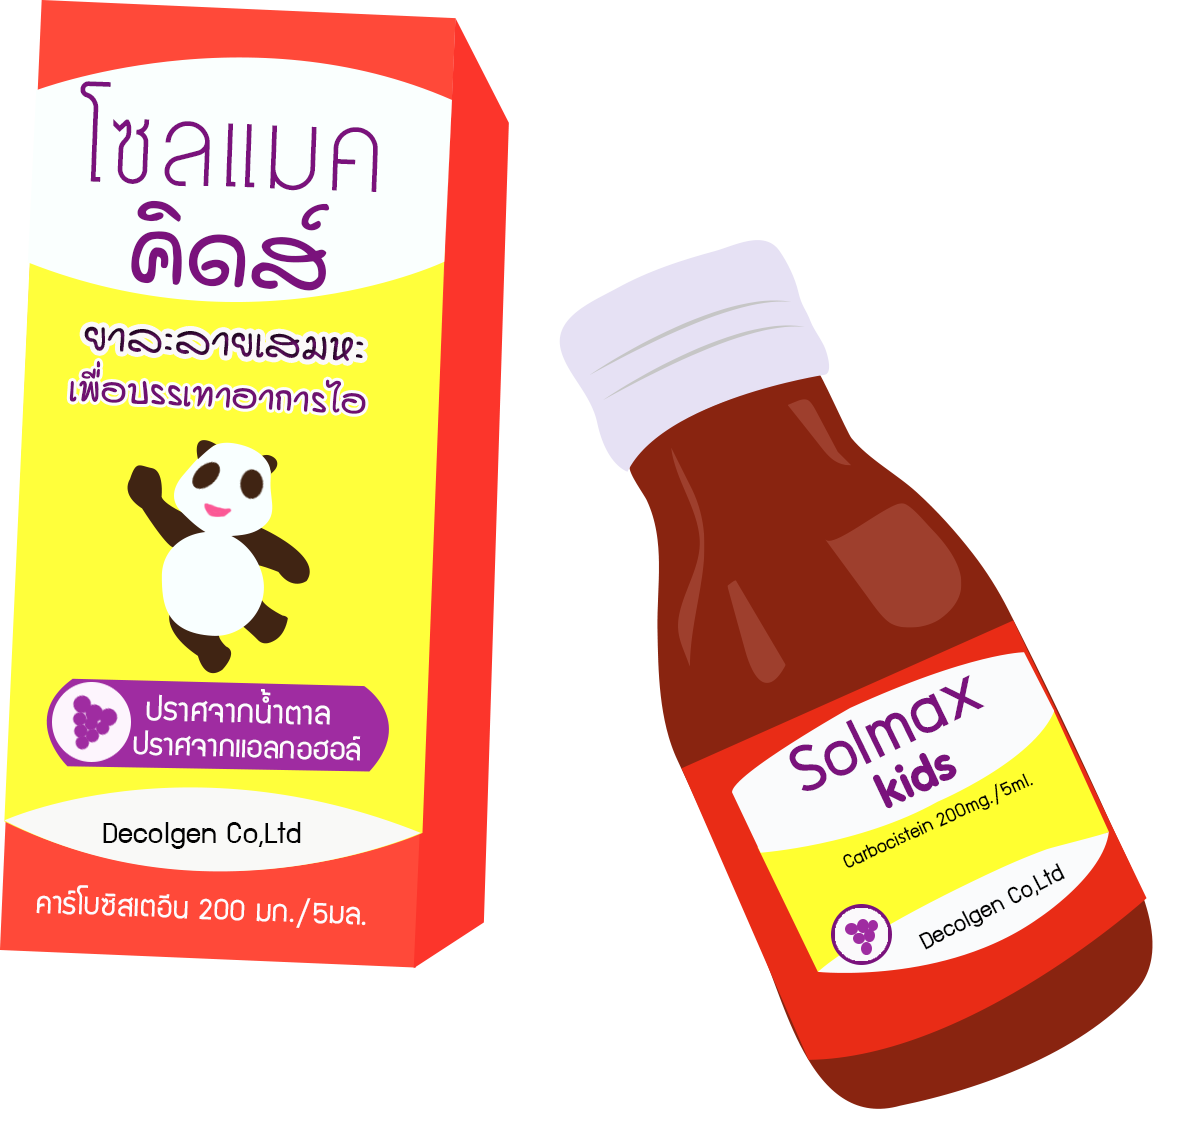 โซลแมค
คิดส์
ยาละลายเสมหะ
เพื่อบรรเทาอาการไอ
ปราศจากน้ำตาล
ปราศจากแอลกอฮอล์
Decolgen Co,Ltd
คาร์โบซิสเตอีน 200 มก./5มล.
Solmax
kids
Carbocistein 200mg./5ml.
Decolgen Co,Ltd